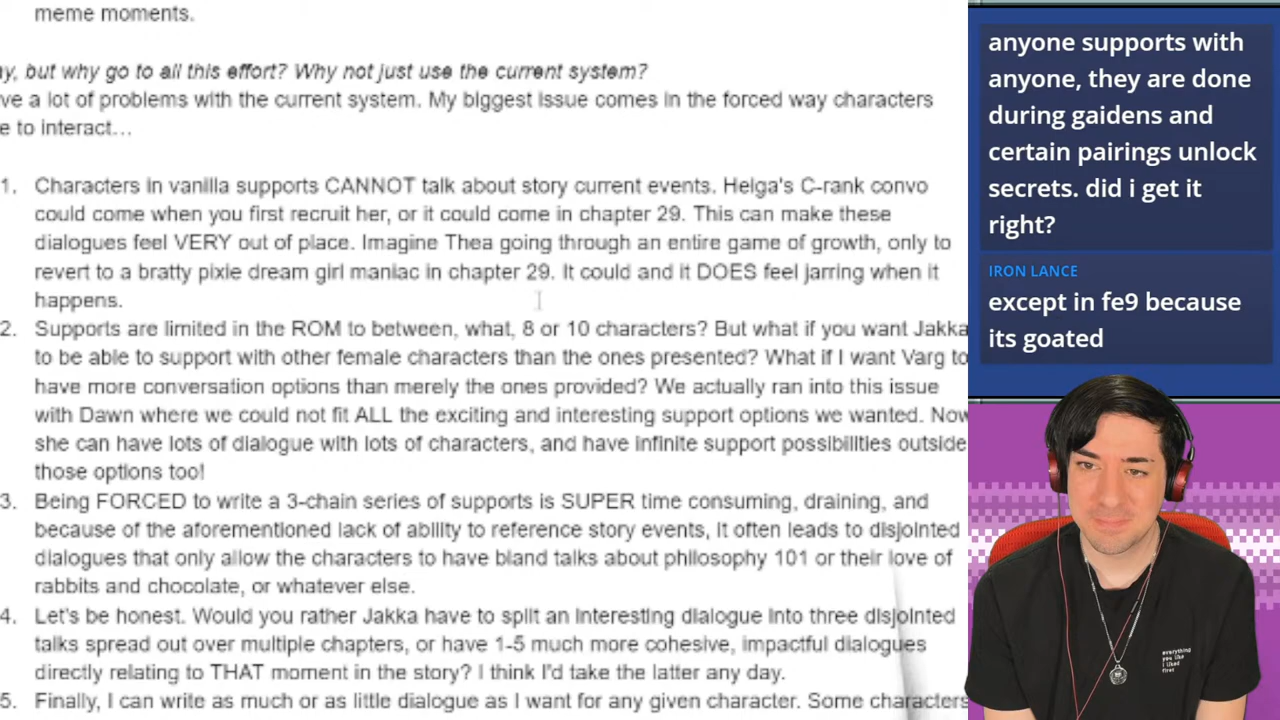 meme moments.
ay, but why go to all this effort? Why not just use the current system?
ve a lot of problems with the current system. My biggest issue comes in the forced way characters
e to interact...
1. Characters in vanilla supports CANNOT talk about story current events. Helga's C-rank convo
could come when you first recruit her, or it could come in chapter 29. This can make these
dialogues feel VERY out of place. Imagine Thea going through an entire game of growth, only to
revert to a bratty pixie dream girl maniac in chapter 29. It could and it DOES feel jarring when it
happens.
2. Supports are limited in the ROM to between, what, 8 or 10 characters? But what if you want Jakka
to be able to support with other female characters than the ones presented? What if I want Varg to
have more conversation options than merely the ones provided? We actually ran into this issue
with Dawn where we could not fit ALL the exciting and interesting support options we wanted. Now
she can have lots of dialogue with lots of characters, and have infinite support possibilities outside
those options too!
3. Being FORCED to write a 3-chain series of supports is SUPER time consuming, draining, and
because of the aforementioned lack of ability to reference story events, it often leads to disjointed
dialogues that only allow the characters to have bland talks about philosophy 101 or their love of
rabbits and chocolate, or whatever else.
4. Let's be honest. Would you rather Jakka have to split an interesting dialogue into three disjointed
talks spread out over multiple chapters, or have 1-5 much more cohesive, impactful dialogues
directly relating to THAT moment in the story? I think I'd take the latter any day.
5. Finally, I can write as much or as little dialogue as I want for any given character. Some characters
anyone supports with
anyone, they are done
during gaidens and
certain pairings unlock
secrets. did i get it
right?
IRON LANCE
except in fe9 because
its goated
everything
you like
i liked
first